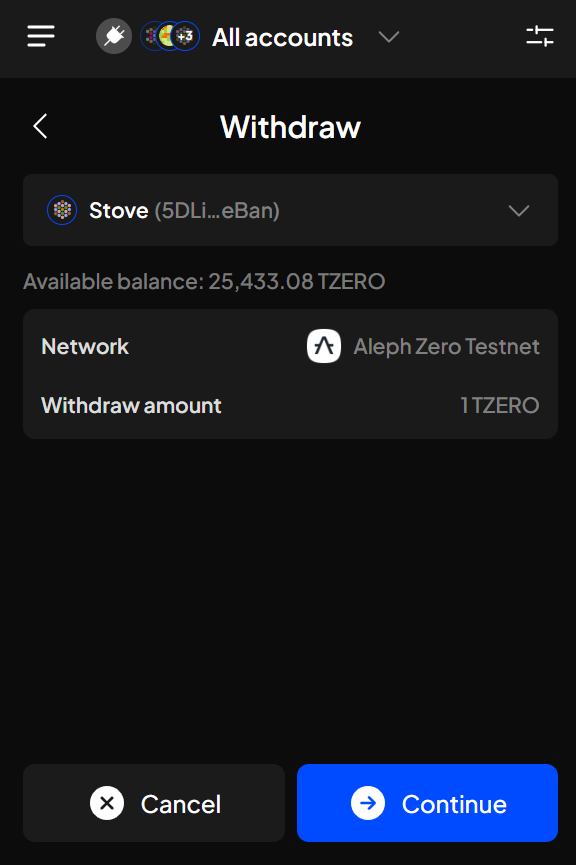 +3 All accounts
Withdraw
Stove (5DLi...eBan)
Available balance: 25,433.08 TZERO
Network Aleph Zero Testnet
Withdraw amount 1 TZERO
Cancel Continue